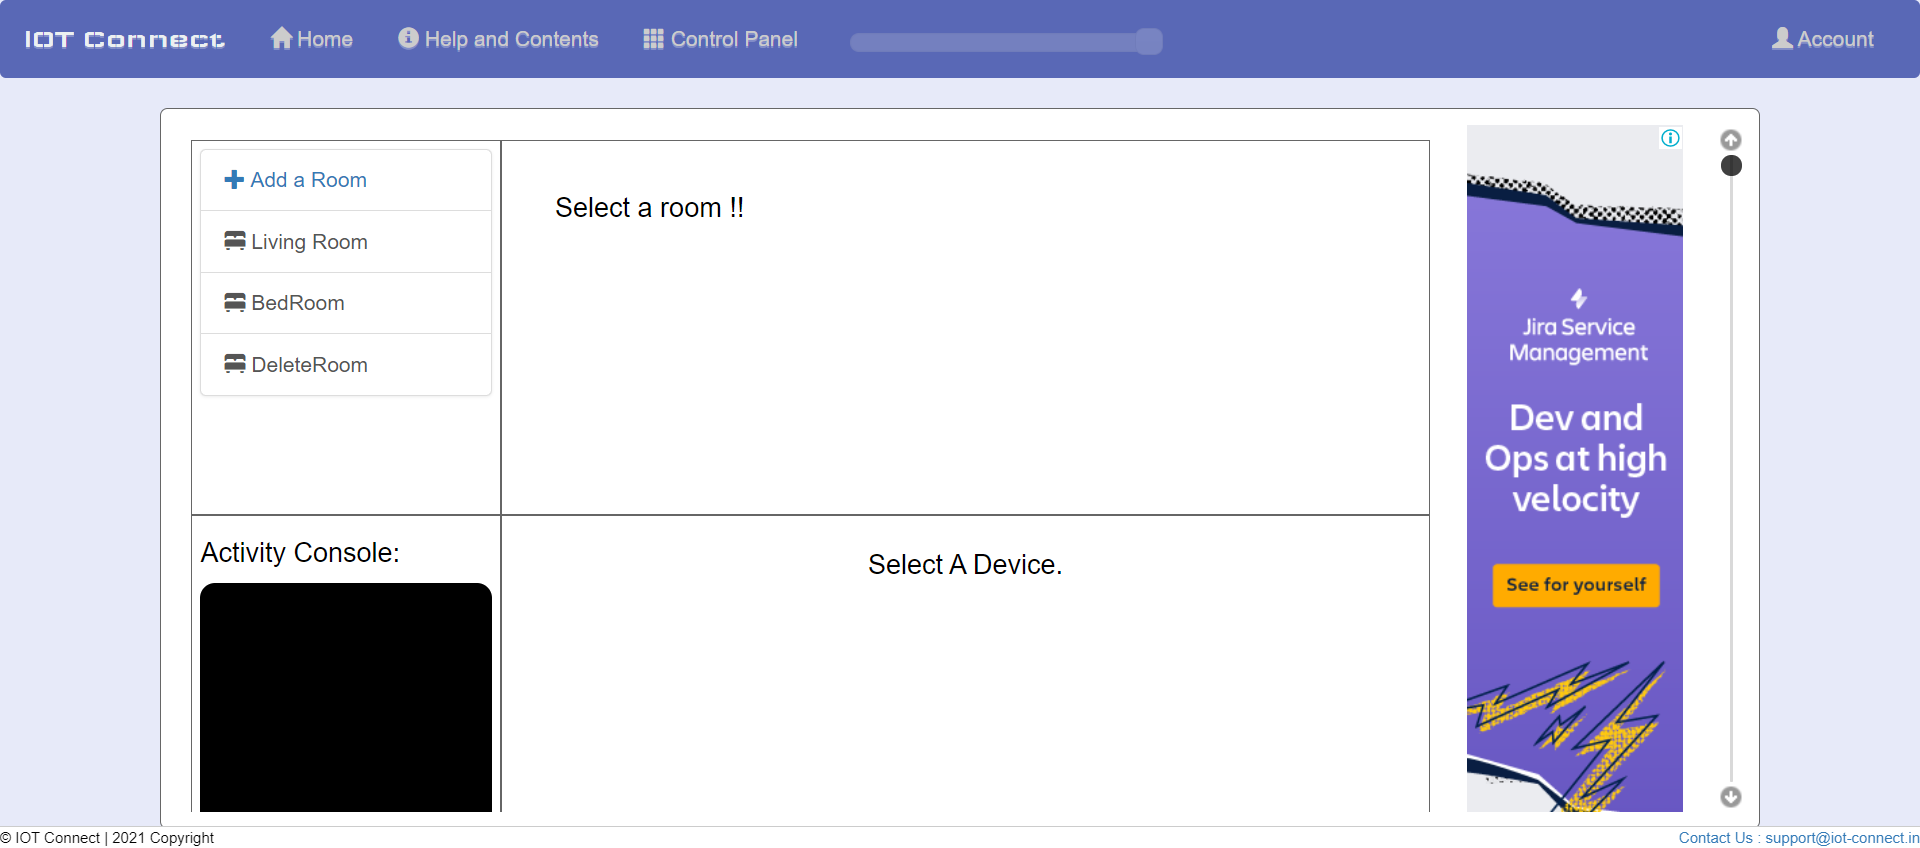 IOT Connect
Home
Help and Contents
Control Panel
Account
Add a Room
Living Room
BedRoom
DeleteRoom
Select a room !!
Activity Console:
Select A Device.
Jira Service
Management
Dev and
Ops at high
velocity
See for yourself
© IOT Connect | 2021 Copyright
Contact Us : support@iot-connect.in